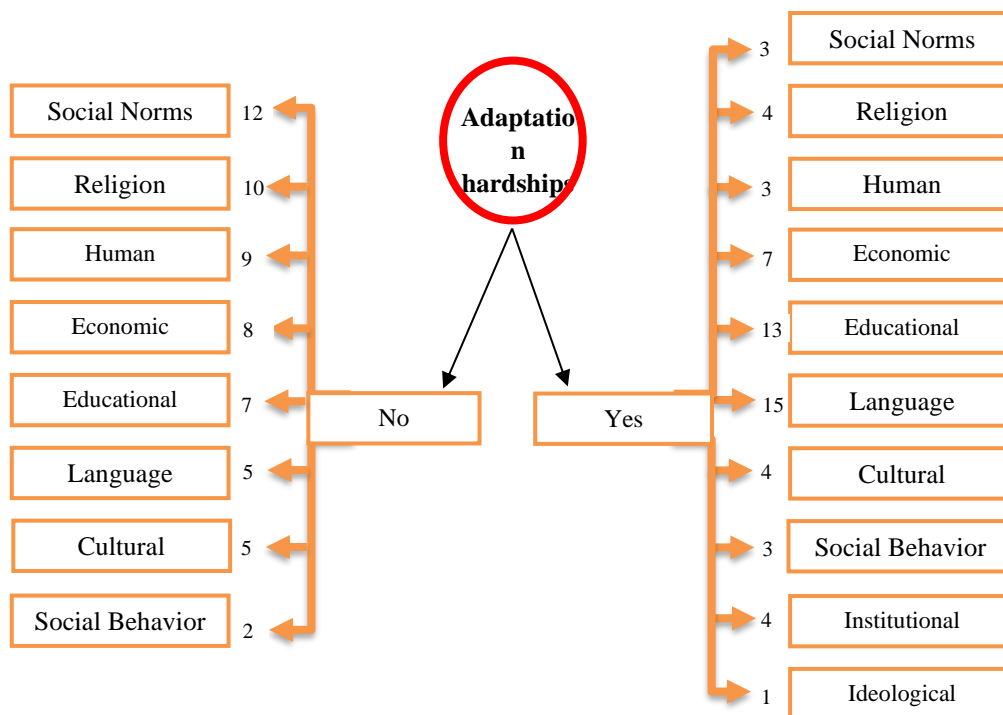 Adaptatio
n
hardships
No
Social Norms 12
Religion 10
Human 9
Economic 8
Educational 7
Language 5
Cultural 5
Social Behavior 2
Yes
3 Social Norms
4 Religion
3 Human
7 Economic
13 Educational
15 Language
4 Cultural
3 Social Behavior
4 Institutional
1 Ideological